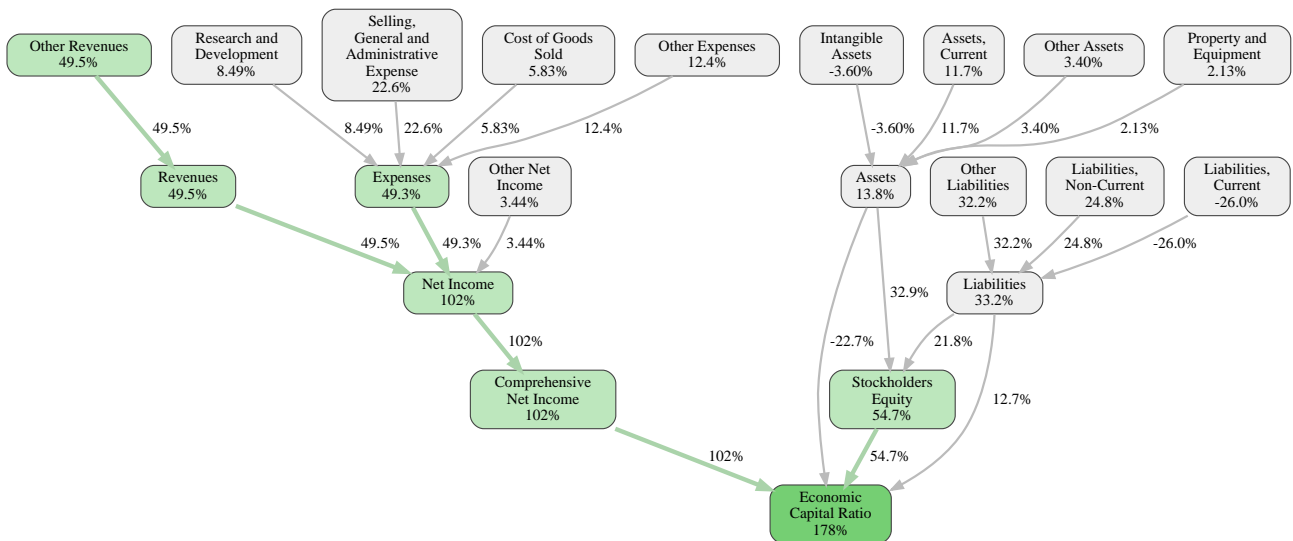 Other Revenues
49.5%
Research and
Development
8.49%
Selling,
General and
Administrative
Expense
22.6%
Cost of Goods
Sold
5.83%
Other Expenses
12.4%
Intangible
Assets
-3.60%
Assets,
Current
11.7%
Other Assets
3.40%
Property and
Equipment
2.13%
49.5%
8.49%
22.6%
5.83%
12.4%
-3.60%
11.7%
3.40%
2.13%
Revenues
49.5%
Expenses
49.3%
Other Net
Income
3.44%
Assets
13.8%
Other
Liabilities
32.2%
Liabilities,
Non-Current
24.8%
Liabilities,
Current
-26.0%
49.5%
49.3%
3.44%
32.2%
24.8%
-26.0%
Net Income
102%
Liabilities
33.2%
32.9%
102%
-22.7%
21.8%
Comprehensive
Net Income
102%
Stockholders
Equity
54.7%
12.7%
102%
54.7%
Economic
Capital Ratio
178%